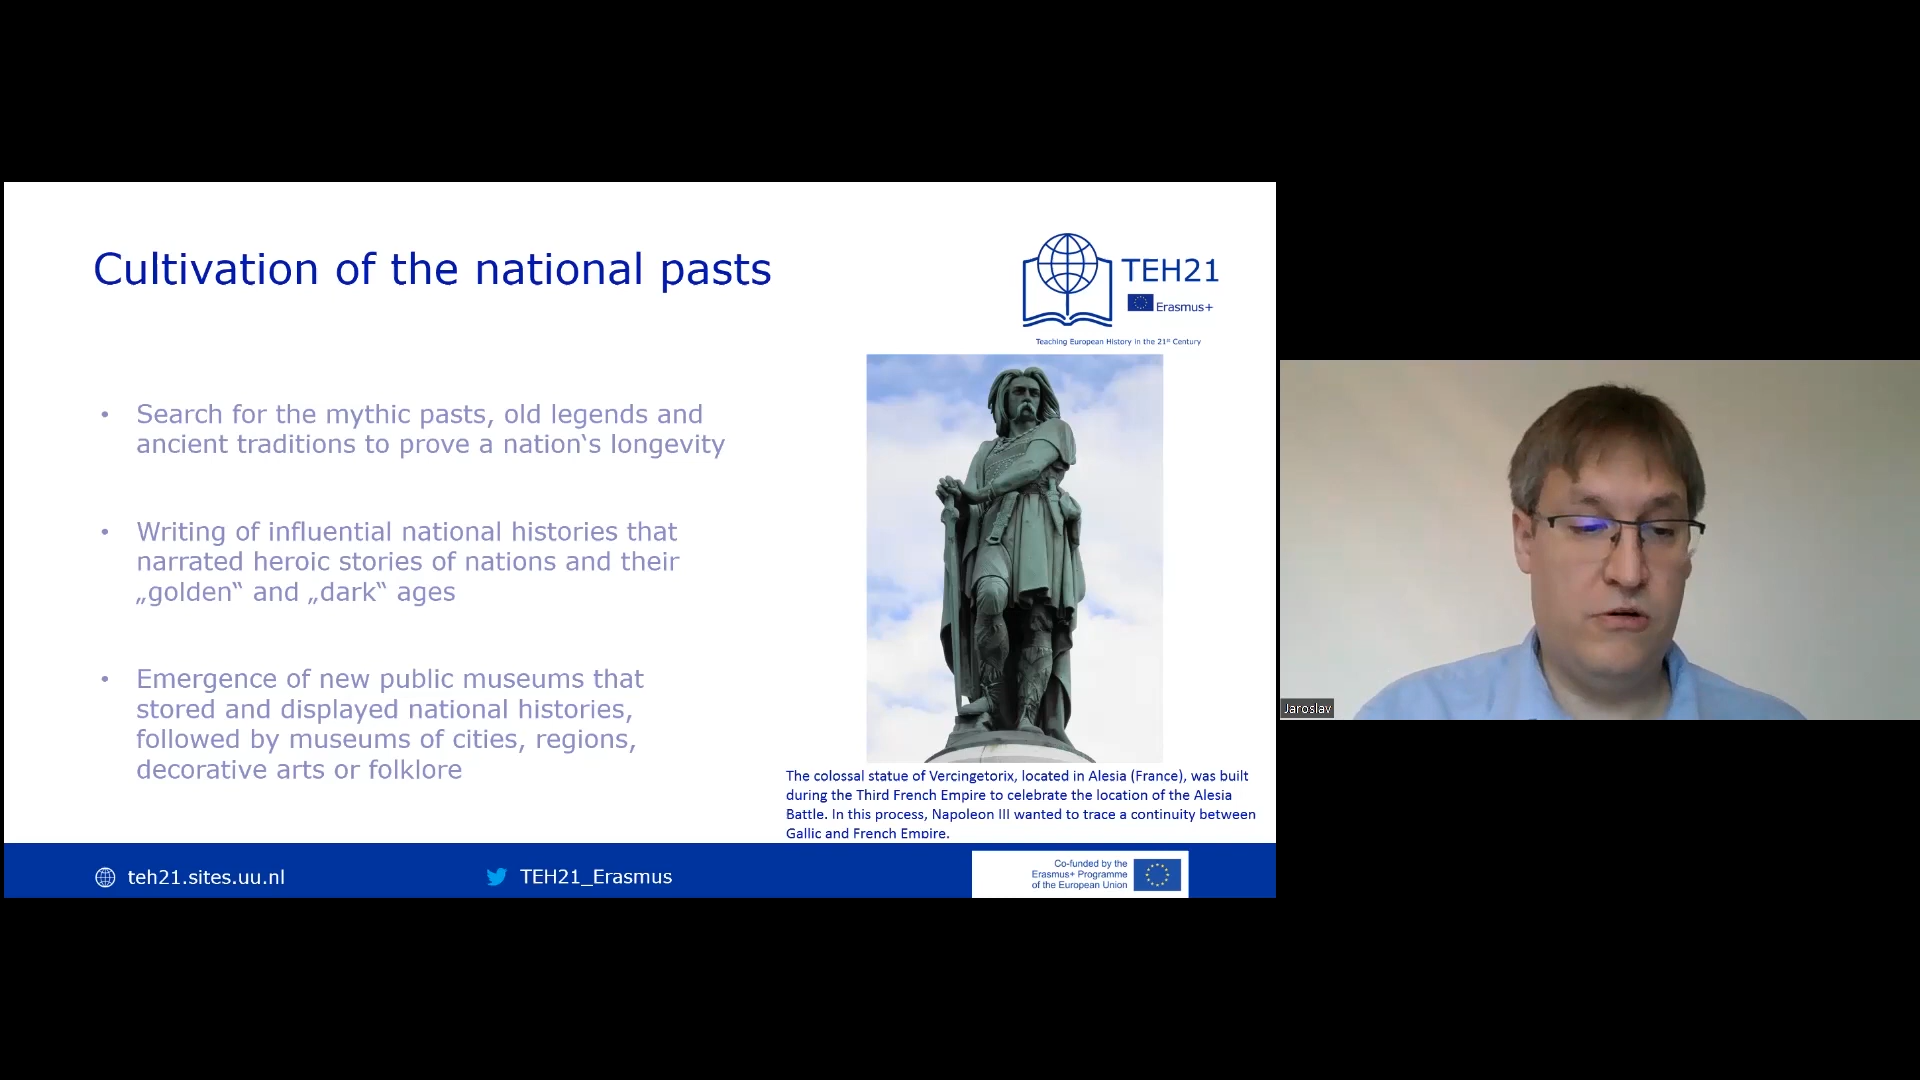 Cultivation of the national pasts
TEH21
Erasmus+
Teaching European History in the 21st Century
• Search for the mythic pasts, old legends and
ancient traditions to prove a nation‘s longevity
• Writing of influential national histories that
narrated heroic stories of nations and their
„golden“ and „dark“ ages
• Emergence of new public museums that
stored and displayed national histories,
followed by museums of cities, regions,
decorative arts or folklore
The colossal statue of Vercingetorix, located in Alesia (France), was built
during the Third French Empire to celebrate the location of the Alesia
Battle. In this process, Napoleon III wanted to trace a continuity between
Gallic and French Empire.
teh21.sites.uu.nl
TEH21_Erasmus
Co-funded by the
Erasmus+ Programme
of the European Union
Jaroslav